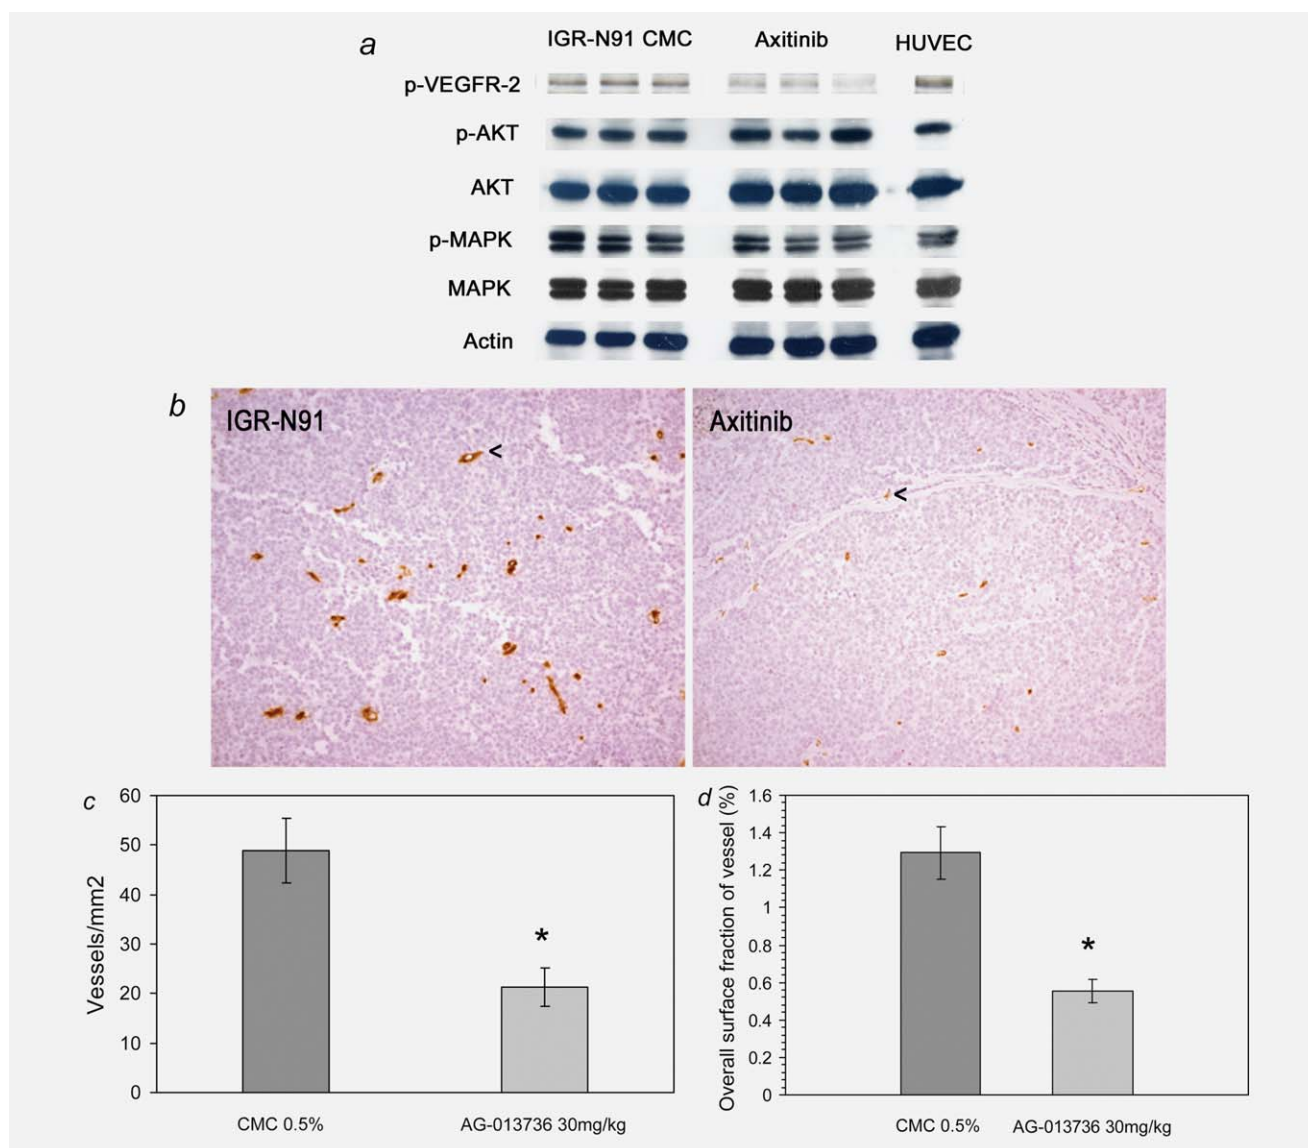 a
IGR-N91 CMC Axitinib HUVEC
p-VEGFR-2
p-AKT
AKT
p-MAPK
MAPK
Actin
b
IGR-N91 <
Axitinib <
c
Vessels/mm2
60
50
40
30
20
10
0
*
CMC 0.5% AG-013736 30mg/kg
d
Overall surface fraction of vessel (%)
1.6
1.4
1.2
1
0.8
0.6
0.4
0.2
0
*
CMC 0.5% AG-013736 30mg/kg